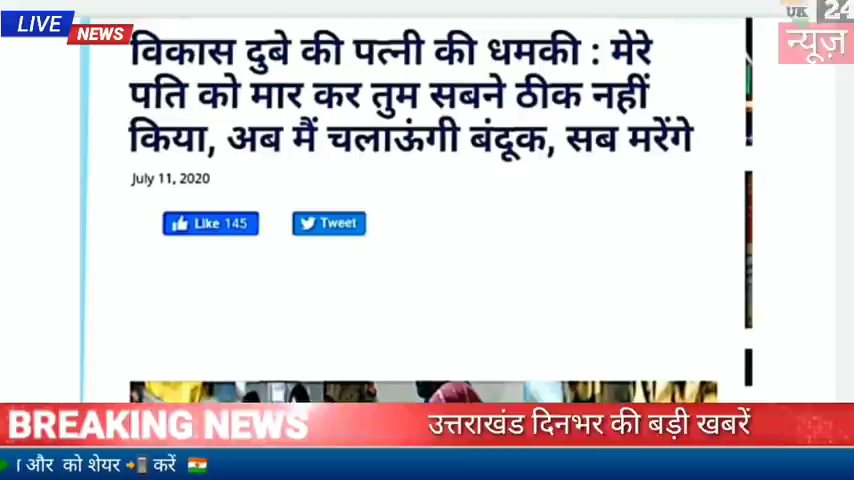 LIVE
NEWS
UK 24
न्यूज़
विकास दुबे की पत्नी की धमकी : मेरे
पति को मार कर तुम सबने ठीक नहीं
किया, अब मैं चलाऊंगी बंदूक, सब मरेंगे
July 11, 2020
Like 145
Tweet
BREAKING NEWS
उत्तराखंड दिनभर की बड़ी खबरें
और को शेयर 📲 करें 🇮🇳